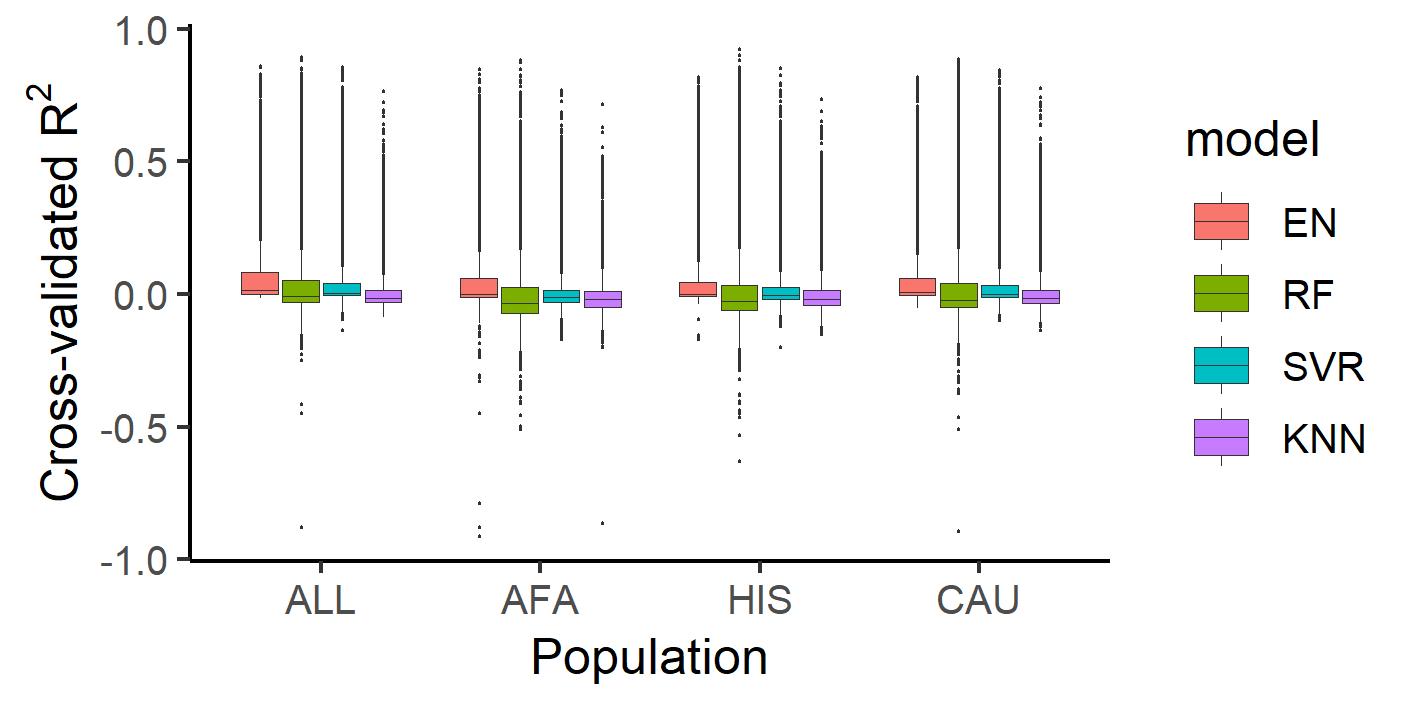 Cross-validated R²
1.0
0.5
0.0
-0.5
-1.0
ALL AFA HIS CAU
Population
model
EN
RF
SVR
KNN